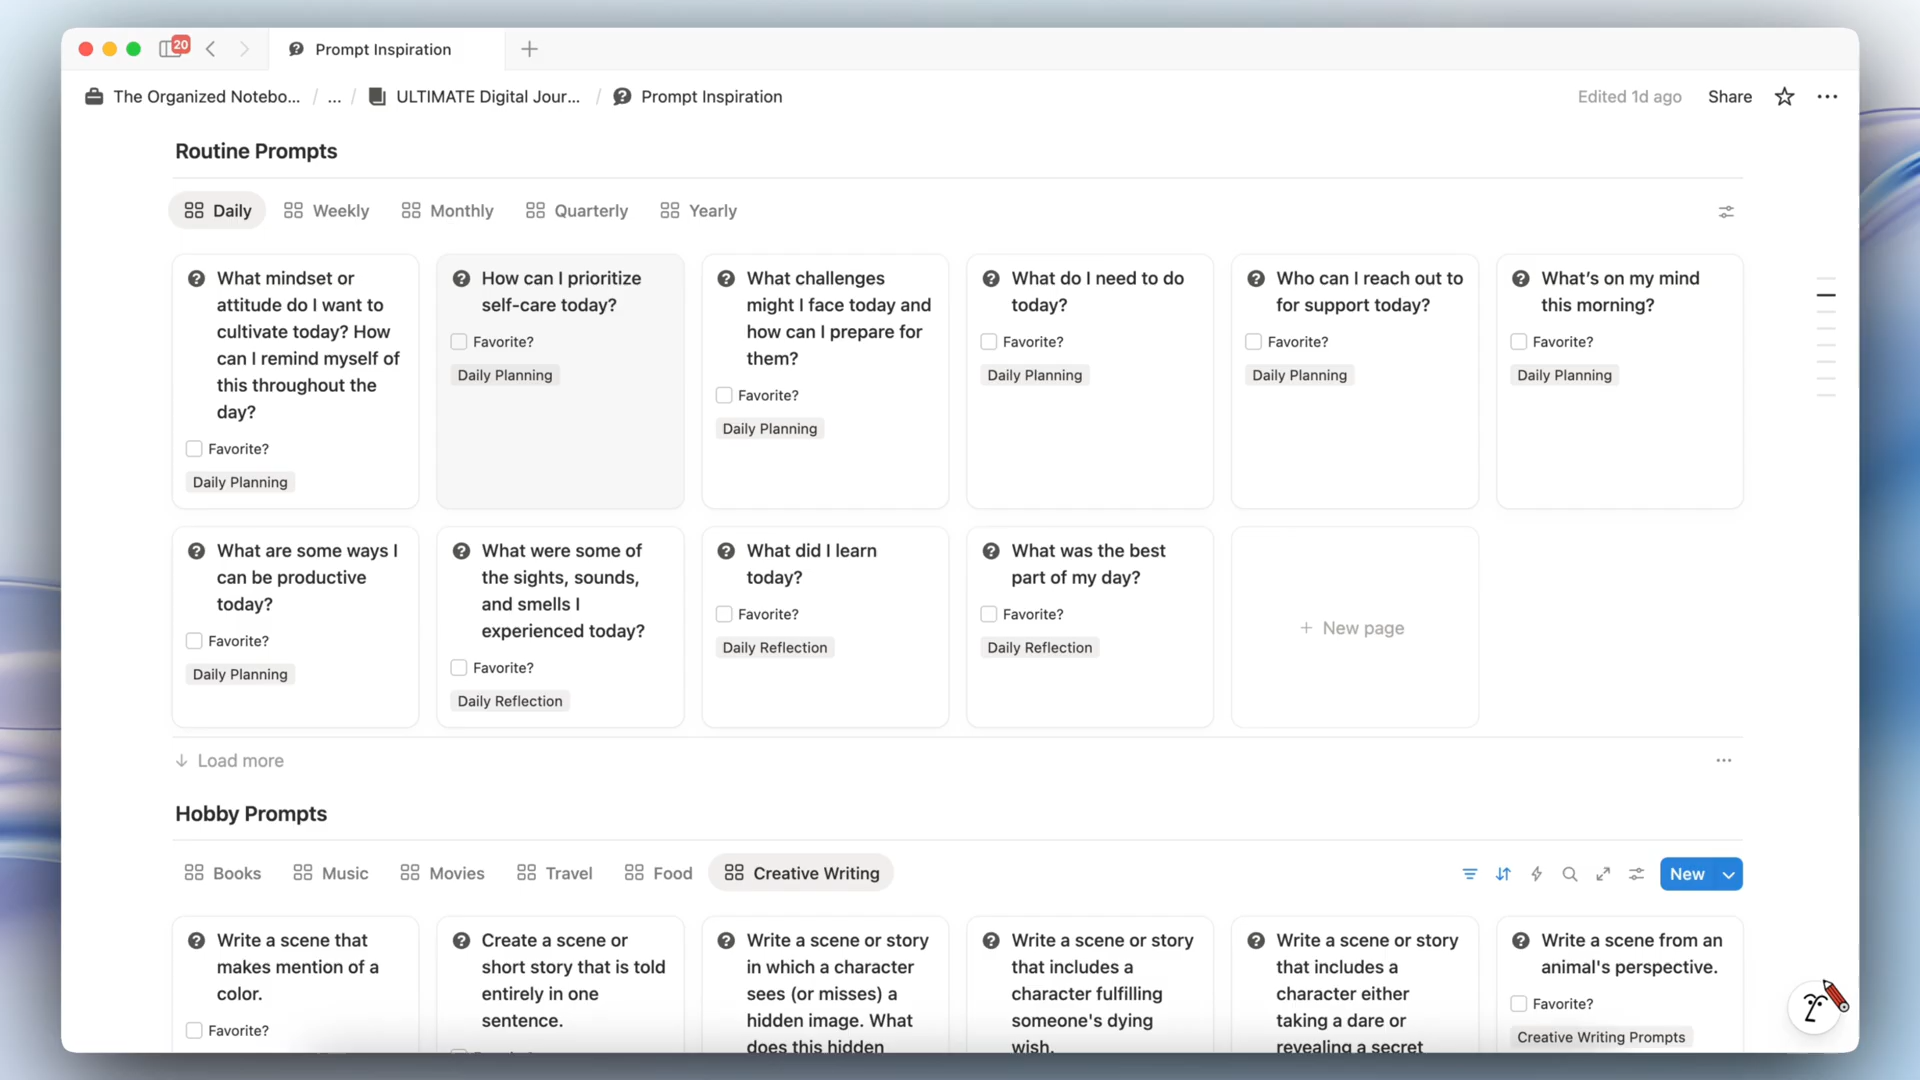 20
Prompt Inspiration
The Organized Notebo... / ... / ULTIMATE Digital Jour... / Prompt Inspiration
Edited 1d ago
Share
Routine Prompts
Daily
Weekly
Monthly
Quarterly
Yearly
What mindset or
attitude do I want to
cultivate today? How
can I remind myself of
this throughout the
day?
Favorite?
Daily Planning
How can I prioritize
self-care today?
Favorite?
Daily Planning
What challenges
might I face today and
how can I prepare for
them?
Favorite?
Daily Planning
What do I need to do
today?
Favorite?
Daily Planning
Who can I reach out to
for support today?
Favorite?
Daily Planning
What's on my mind
this morning?
Favorite?
Daily Planning
What are some ways I
can be productive
today?
Favorite?
Daily Planning
What were some of
the sights, sounds,
and smells I
experienced today?
Favorite?
Daily Reflection
What did I learn
today?
Favorite?
Daily Reflection
What was the best
part of my day?
Favorite?
Daily Reflection
+ New page
Load more
Hobby Prompts
Books
Music
Movies
Travel
Food
Creative Writing
New
Write a scene that
makes mention of a
color.
Favorite?
Create a scene or
short story that is told
entirely in one
sentence.
Write a scene or story
in which a character
sees (or misses) a
hidden image. What
does this hidden
Write a scene or story
that includes a
character fulfilling
someone's dying
wish.
Write a scene or story
that includes a
character either
taking a dare or
revealing a secret
Write a scene from an
animal's perspective.
Favorite?
Creative Writing Prompts